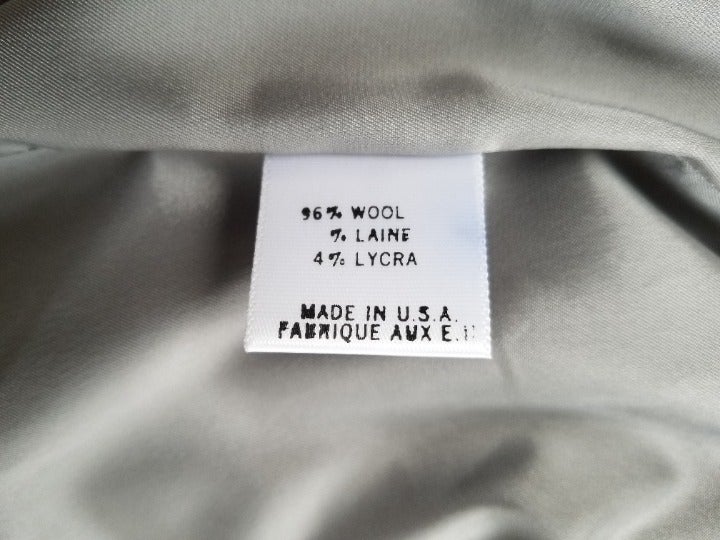 96% WOOL
% LAINE
4% LYCRA
MADE IN U.S.A.
FABRIQUE AUX E.U